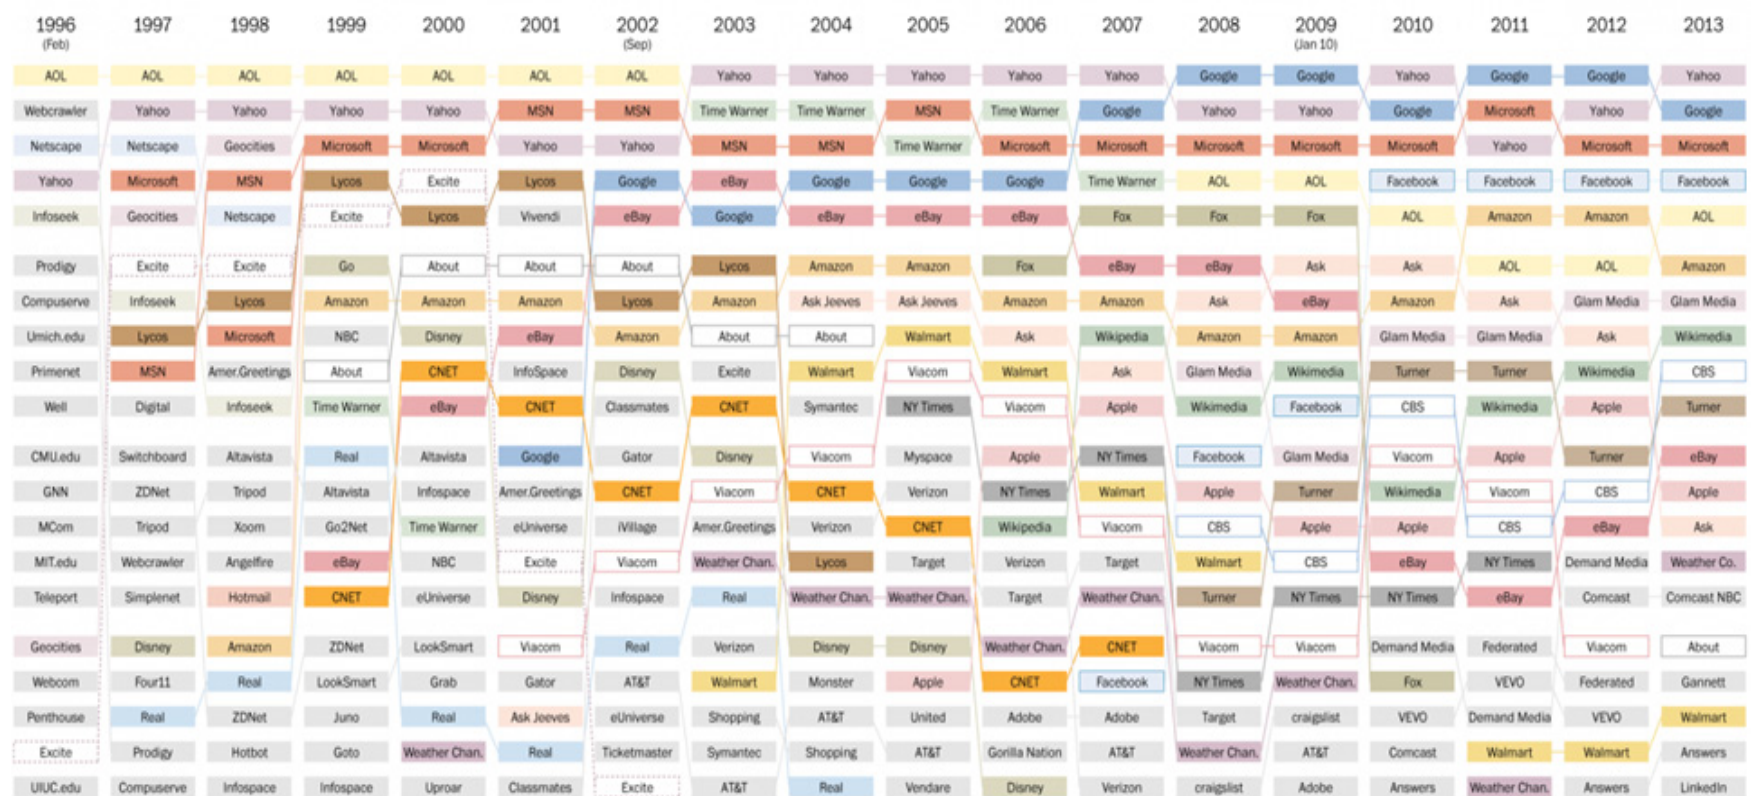 1996 1997 1998 1999 2000 2001 2002 2003 2004 2005 2006 2007 2008 2009 2010 2011 2012 2013
(Feb) (Sep) (Jan 10)
AOL AOL AOL AOL AOL AOL AOL Yahoo Yahoo Yahoo Yahoo Yahoo Google Google Yahoo Google Google Yahoo
Webcrawler Yahoo Yahoo Yahoo Yahoo MSN MSN Time Warner Time Warner MSN Time Warner Google Yahoo Yahoo Google Microsoft Yahoo Google
Netscape Netscape Geocities Microsoft Microsoft Yahoo Yahoo MSN MSN Time Warner Microsoft Microsoft Microsoft Microsoft Microsoft Yahoo Microsoft Microsoft
Yahoo Microsoft MSN Lycos Excite Lycos Google eBay Google Google Google Time Warner AOL AOL Facebook Facebook Facebook Facebook
Infoseek Geocities Netscape Excite Lycos Vivendi eBay Google eBay eBay eBay Fox Fox Fox AOL Amazon Amazon AOL
Prodigy Excite Excite Go About About About Lycos Amazon Amazon Fox eBay eBay Ask Ask AOL AOL Amazon
Compuserve Infoseek Lycos Amazon Amazon Amazon Lycos Amazon Ask Jeeves Ask Jeeves Amazon Amazon Ask eBay Amazon Ask Glam Media Glam Media
Umich.edu Lycos Microsoft NBC Disney eBay Amazon About About Walmart Ask Wikipedia Amazon Amazon Glam Media Glam Media Ask Wikimedia
Primenet MSN Amer.Greetings About CNET InfoSpace Disney Excite Walmart Viacom Walmart Ask Glam Media Wikimedia Turner Turner Wikimedia CBS
Well Digital Infoseek Time Warner eBay CNET Classmates CNET Symantec NY Times Viacom Apple Wikimedia Facebook CBS Wikimedia Apple Turner
CMU.edu Switchboard Altavista Real Altavista Google Gator Disney Viacom Myspace Apple NY Times Facebook Glam Media Viacom Apple Turner eBay
GNN ZDNet Tripod Altavista Infospace Amer.Greetings CNET Viacom CNET Verizon NY Times Walmart Apple Turner Wikimedia Viacom CBS Apple
MCom Tripod Xoom Go2Net Time Warner eUniverse iVillage Amer.Greetings Verizon CNET Wikipedia Viacom CBS Apple Apple CBS eBay Ask
MIT.edu Webcrawler Angelfire eBay NBC Excite Viacom Weather Chan. Lycos Target Verizon Target Walmart CBS eBay NY Times Demand Media Weather Co.
Teleport Simplenet Hotmail CNET eUniverse Disney Infospace Real Weather Chan. Weather Chan. Target Weather Chan. Turner NY Times NY Times eBay Comcast Comcast NBC
Geocities Disney Amazon ZDNet LookSmart Viacom Real Verizon Disney Disney Weather Chan. CNET Viacom Viacom Demand Media Federated Viacom About
Webcom Four11 Real LookSmart Grab Gator AT&T Walmart Monster Apple CNET Facebook NY Times Weather Chan. Fox VEVO Federated Gannett
Penthouse Real ZDNet Juno Real Ask Jeeves eUniverse Shopping AT&T United Adobe Adobe Target craigslist VEVO Demand Media VEVO Walmart
Excite Prodigy Hotbot Goto Weather Chan. Real Ticketmaster Symantec Shopping AT&T Gorilla Nation AT&T Weather Chan. AT&T Comcast Walmart Walmart Answers
UIUC.edu Compuserve Infospace Infospace Uproar Classmates Excite AT&T Real Vendare Disney Verizon craigslist Adobe Answers Weather Chan. Answers LinkedIn